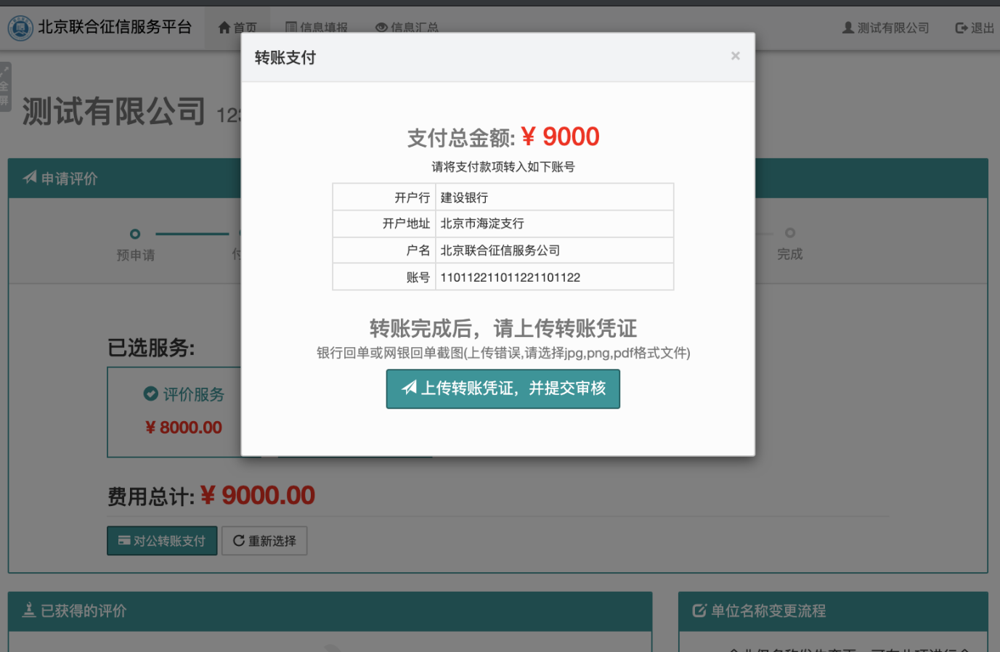 北京联合征信服务平台
首页
信息填报
信息汇总
测试有限公司
退出
转账支付
×
全屏
测试有限公司 123
支付总金额: ¥ 9000
请将支付款项转入如下账号
申请评价
开户行 建设银行
开户地址 北京市海淀支行
户名 北京联合征信服务公司
账号 110112211011221101122
预申请
付
完成
转账完成后，请上传转账凭证
银行回单或网银回单截图(上传错误,请选择jpg,png,pdf格式文件)
上传转账凭证，并提交审核
已选服务:
评价服务
¥ 8000.00
费用总计: ¥ 9000.00
对公转账支付
重新选择
已获得的评价
单位名称变更流程